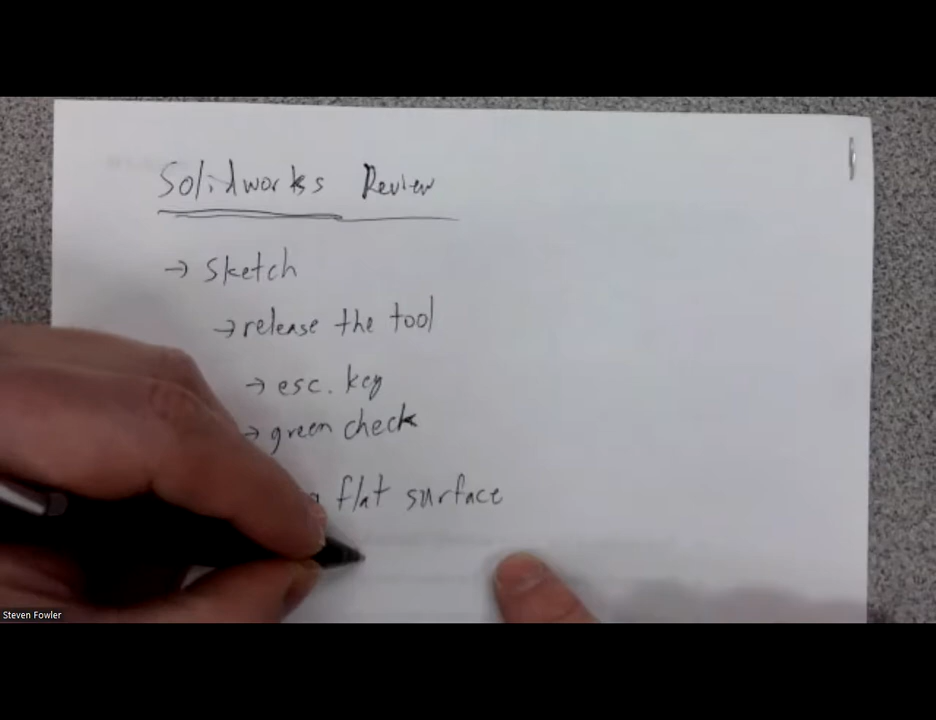 Solidworks Review
→ sketch
→ release the tool
→ esc. key
→ green check
flat surface
Steven Fowler